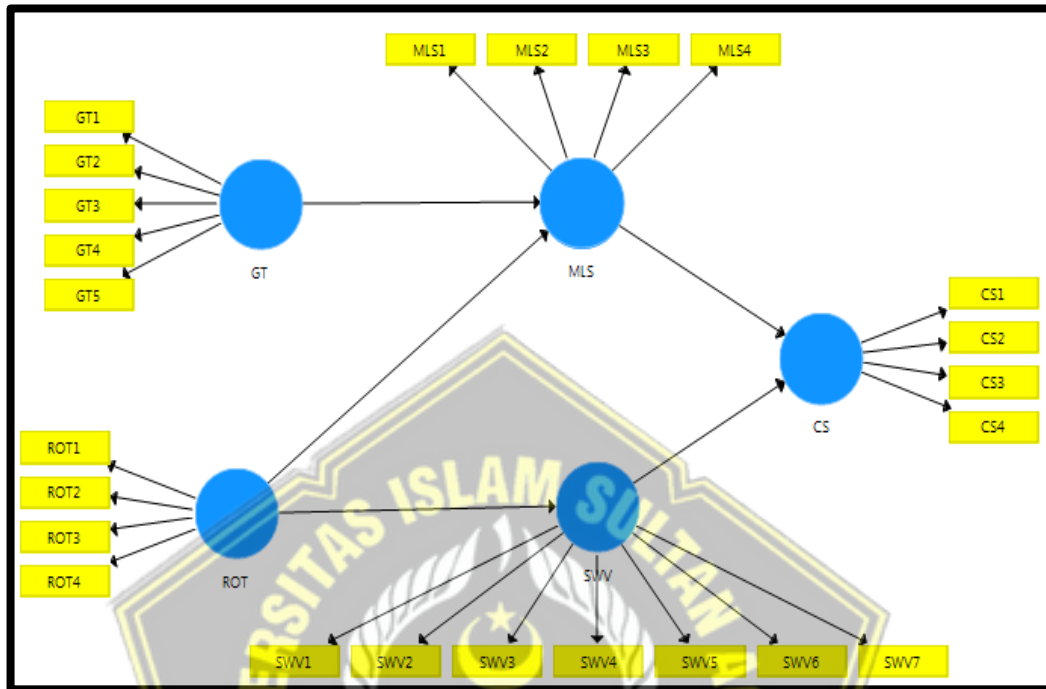 MLS1 MLS2 MLS3 MLS4
GT1
GT2
GT3
GT4
GT5
GT
MLS
CS1
CS2
CS3
CS4
CS
ROT1
ROT2
ROT3
ROT4
ROT
SWV
SWV1 SWV2 SWV3 SWV4 SWV5 SWV6 SWV7
ISLAM SULTAN